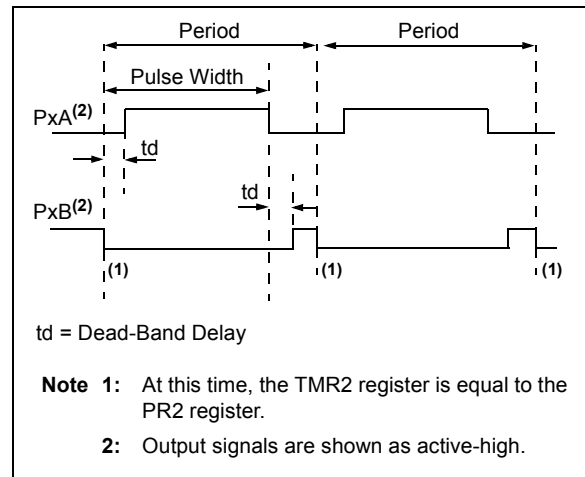 Period
Period
Pulse Width
PxA(2)
td
td
PxB(2)
(1)
(1)
(1)
td = Dead-Band Delay
Note 1: At this time, the TMR2 register is equal to the
PR2 register.
2: Output signals are shown as active-high.